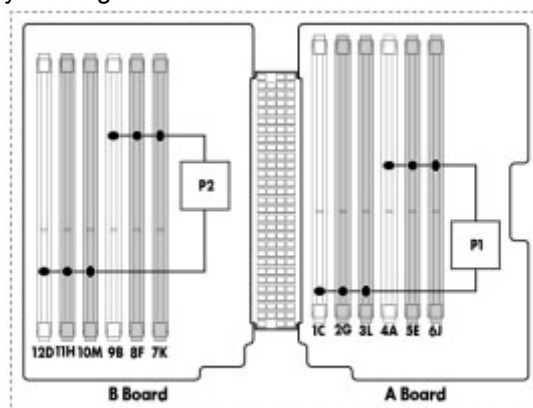 P2
P1
12D 11H 10M 9B 8F 7K
1C 2G 3L 4A 5E 6J
B Board
A Board